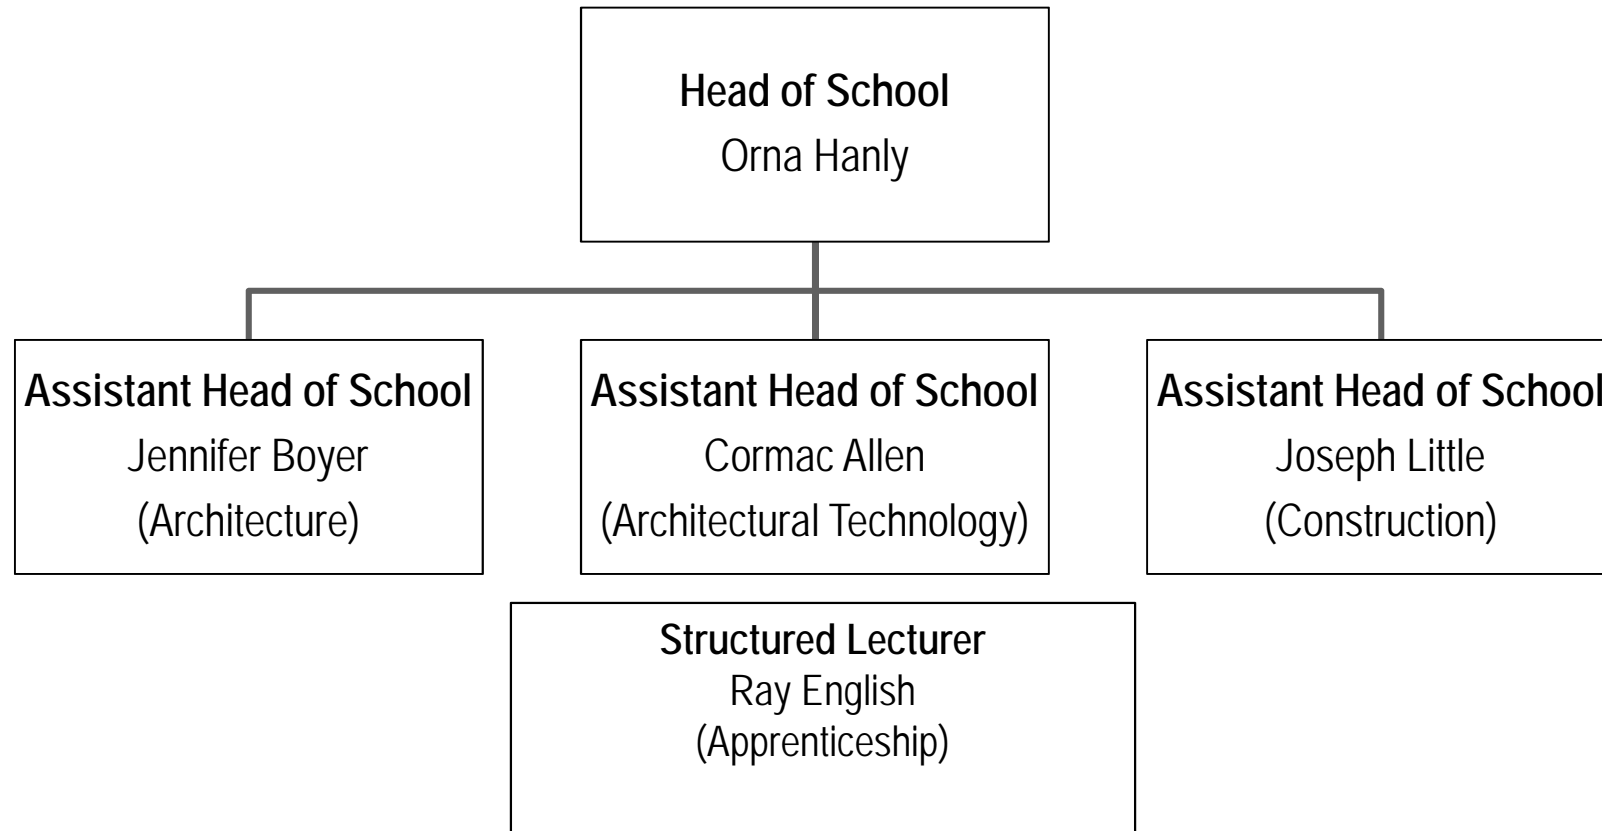 Head of School
Orna Hanly
Assistant Head of School
Jennifer Boyer
(Architecture)
Assistant Head of School
Cormac Allen
(Architectural Technology)
Assistant Head of School
Joseph Little
(Construction)
Structured Lecturer
Ray English
(Apprenticeship)